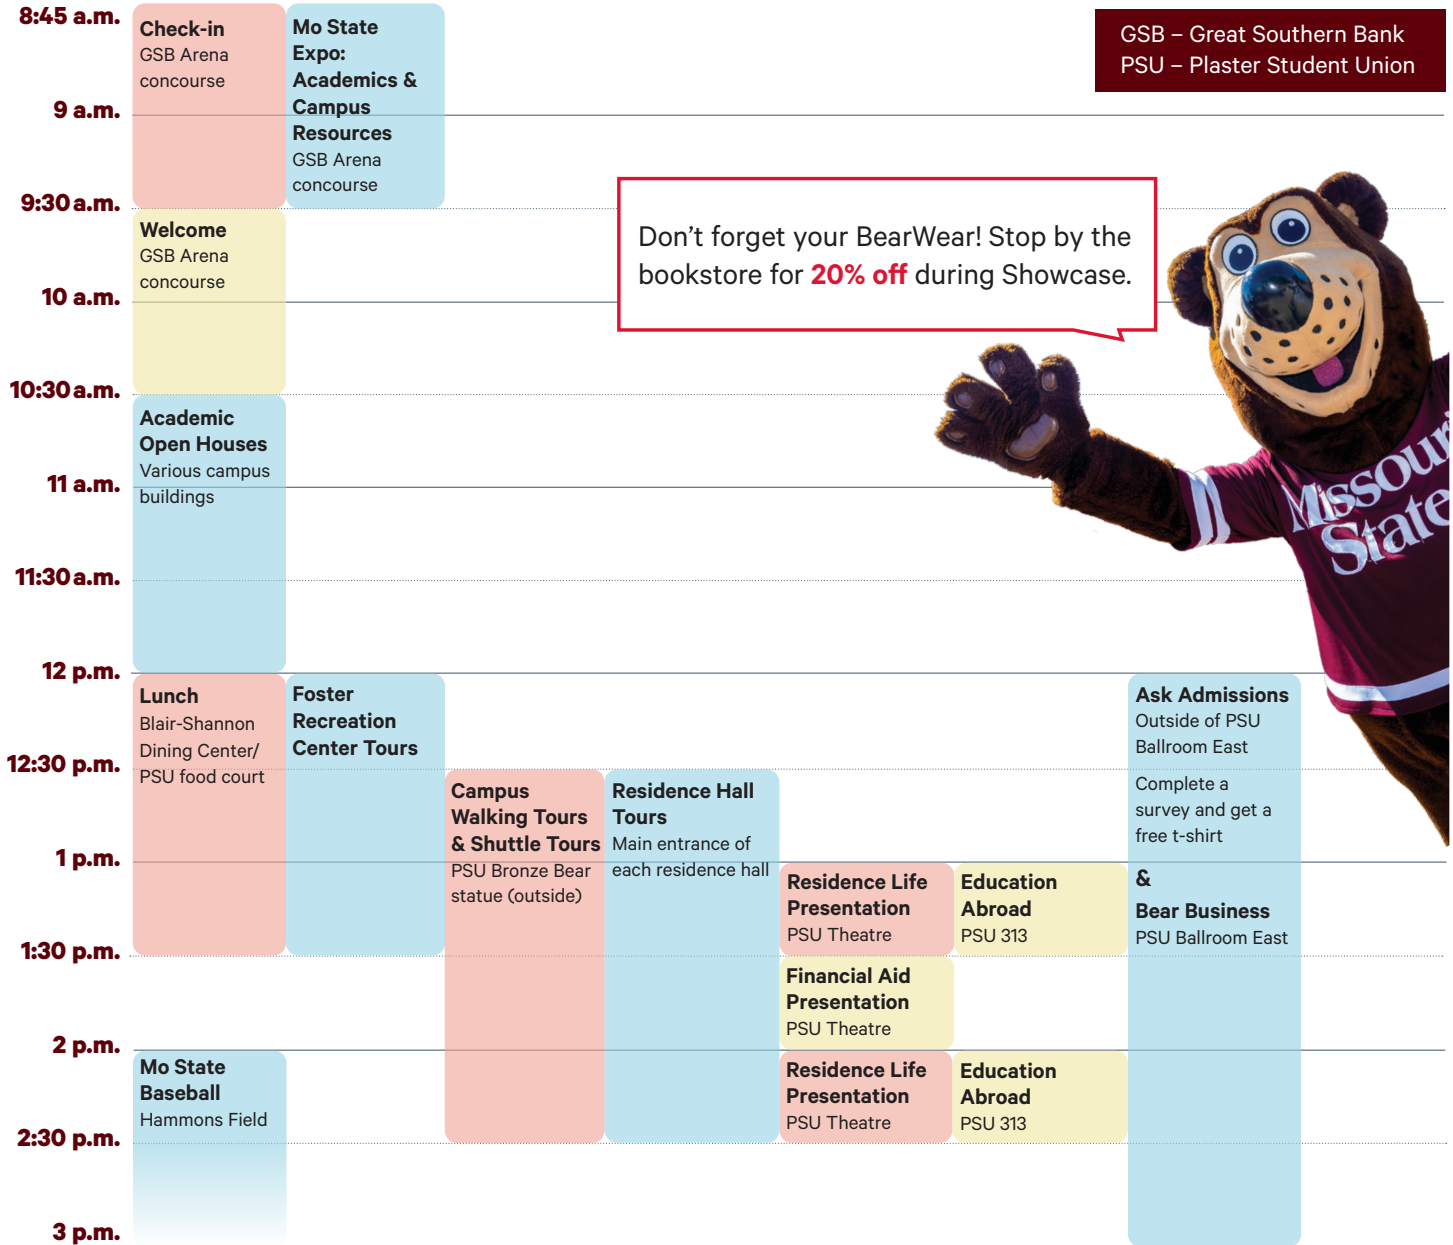 8:45 a.m.
9 a.m.
9:30 a.m.
10 a.m.
10:30 a.m.
11 a.m.
11:30 a.m.
12 p.m.
12:30 p.m.
1 p.m.
1:30 p.m.
2 p.m.
2:30 p.m.
3 p.m.
Check-in
GSB Arena
concourse
Mo State
Expo:
Academics &
Campus
Resources
GSB Arena
concourse
GSB – Great Southern Bank
PSU – Plaster Student Union
Welcome
GSB Arena
concourse
Don’t forget your BearWear! Stop by the
bookstore for 20% off during Showcase.
Missouri
State
Academic
Open Houses
Various campus
buildings
Lunch
Blair-Shannon
Dining Center/
PSU food court
Foster
Recreation
Center Tours
Campus
Walking Tours
& Shuttle Tours
PSU Bronze Bear
statue (outside)
Residence Hall
Tours
Main entrance of
each residence hall
Residence Life
Presentation
PSU Theatre
Education
Abroad
PSU 313
Ask Admissions
Outside of PSU
Ballroom East
Complete a
survey and get a
free t-shirt
&
Bear Business
PSU Ballroom East
Financial Aid
Presentation
PSU Theatre
Mo State
Baseball
Hammons Field
Residence Life
Presentation
PSU Theatre
Education
Abroad
PSU 313